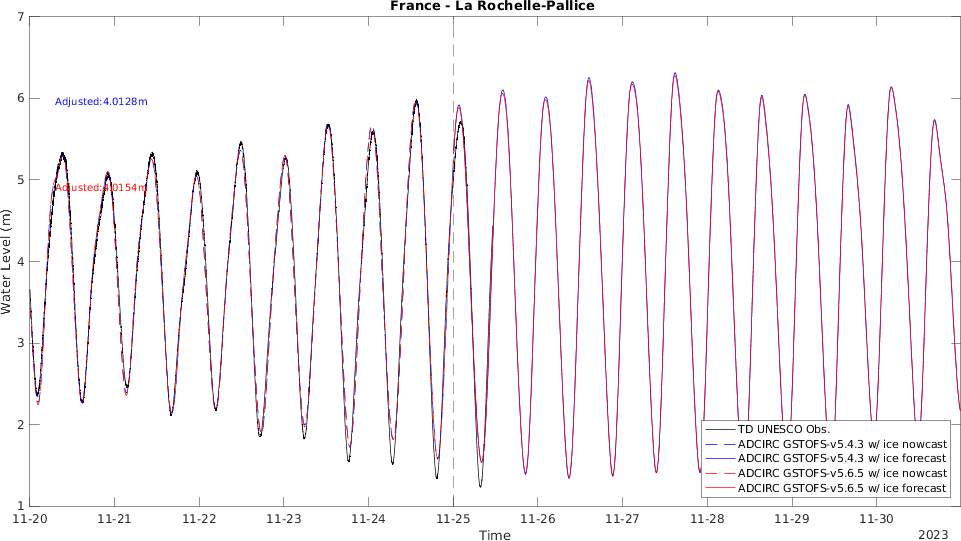 France - La Rochelle-Pallice
7
6
5
4
3
2
1
Water Level (m)
Adjusted:4.0128m
Adjusted:4.0154m
TD UNESCO Obs.
ADCIRC GSTOFS-v5.4.3 w/ ice nowcast
ADCIRC GSTOFS-v5.4.3 w/ ice forecast
ADCIRC GSTOFS-v5.6.5 w/ ice nowcast
ADCIRC GSTOFS-v5.6.5 w/ ice forecast
11-20 11-21 11-22 11-23 11-24 11-25 11-26 11-27 11-28 11-29 11-30
Time
2023